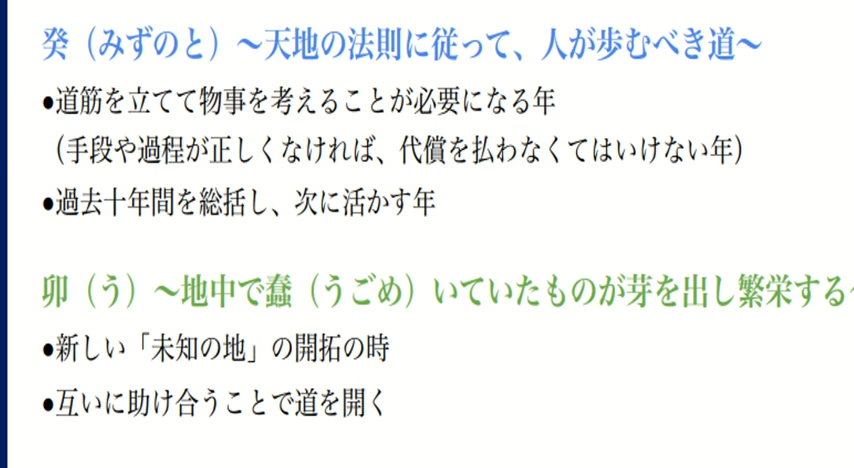 癸（みずのと）〜天地の法則に従って、人が歩むべき道〜
●道筋を立てて物事を考えることが必要になる年
（手段や過程が正しくなければ、代償を払わなくてはいけない年）
●過去十年間を総括し、次に活かす年
卯（う）〜地中で蠢（うごめ）いていたものが芽を出し繁栄する〜
●新しい「未知の地」の開拓の時
●互いに助け合うことで道を開く